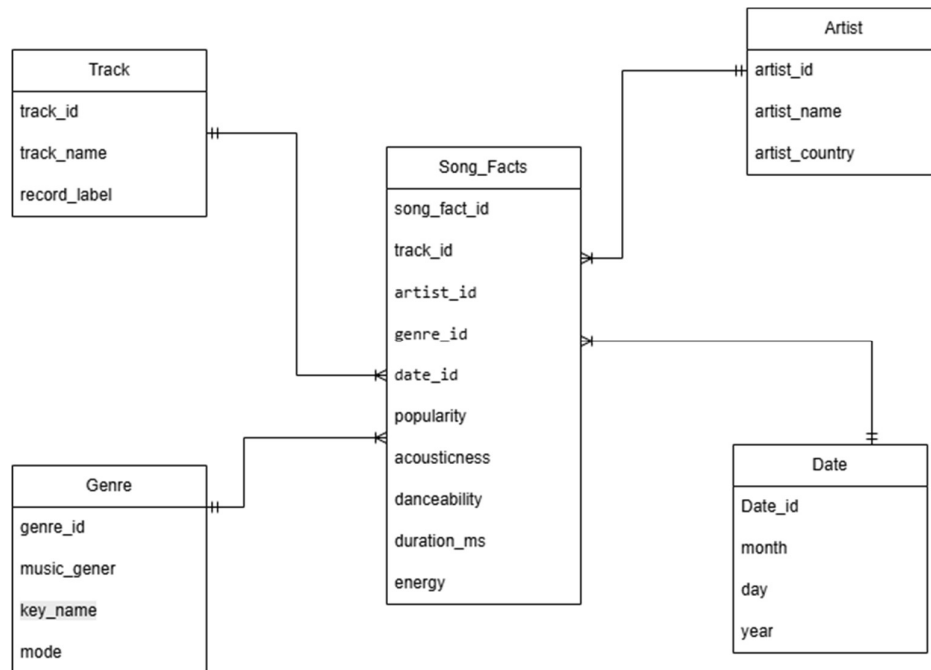 Track
track_id
track_name
record_label
Artist
artist_id
artist_name
artist_country
Song_Facts
song_fact_id
track_id
artist_id
genre_id
date_id
popularity
acousticness
danceability
duration_ms
energy
Genre
genre_id
music_gener
key_name
mode
Date
Date_id
month
day
year